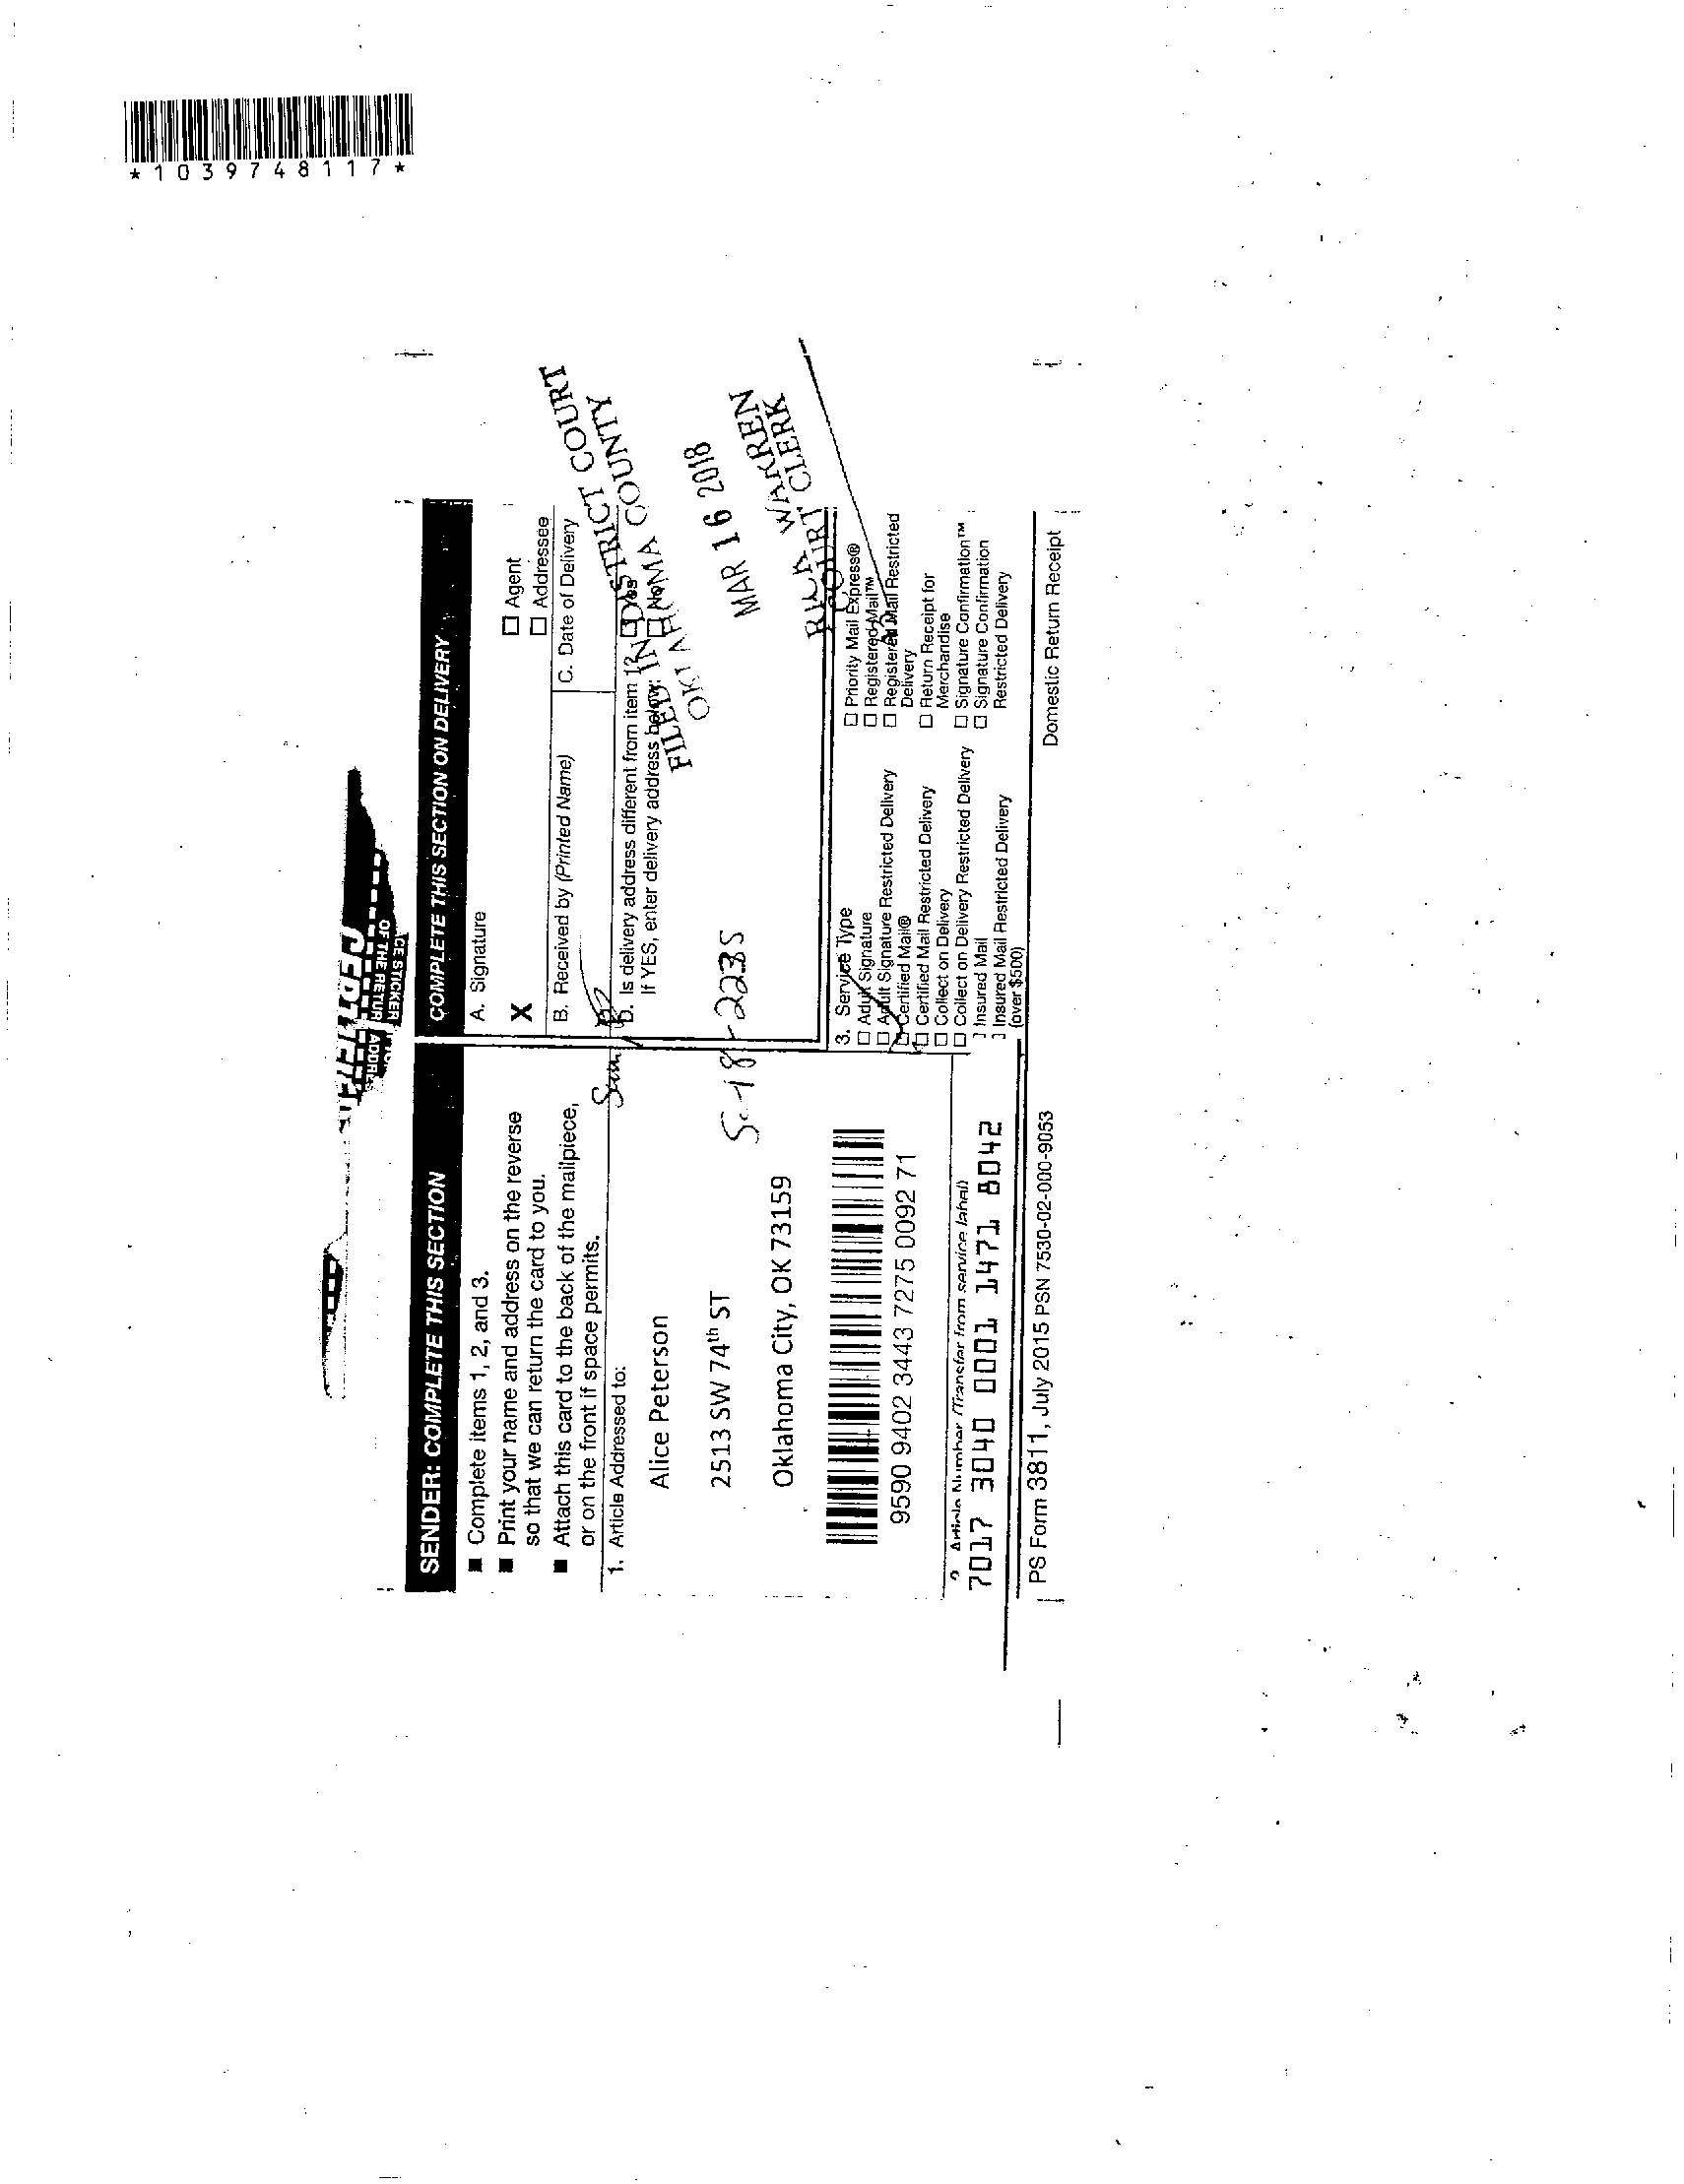 *1039748117*
CERTIFIED
ICE STICKER
OF THE RETUR
ADDR
SENDER: COMPLETE THIS SECTION
■ Complete items 1, 2, and 3.
■ Print your name and address on the reverse
so that we can return the card to you.
■ Attach this card to the back of the mailpiece,
or on the front if space permits.
1. Article Addressed to:
Alice Peterson
2513 SW 74th ST
Oklahoma City, OK 73159
9590 9402 3443 7275 0092 71
2. Article Number (Transfer from service label)
7017 3040 0001 1471 8042
COMPLETE THIS SECTION ON DELIVERY
A. Signature
X
☐ Agent
☐ Addressee
B. Received by (Printed Name)
C. Date of Delivery
D. Is delivery address different from item 1? ☐ Yes
If YES, enter delivery address below: ☐ No
FILED IN DISTRICT COURT
OKLAHOMA COUNTY
MAR 16 2018
RICK WARREN
COURT CLERK
18-2235
3. Service Type
☐ Adult Signature
☐ Adult Signature Restricted Delivery
☐ Certified Mail®
☐ Certified Mail Restricted Delivery
☐ Collect on Delivery
☐ Collect on Delivery Restricted Delivery
Insured Mail
Insured Mail Restricted Delivery
(over $500)
☐ Priority Mail Express®
☐ Registered Mail™
☐ Registered Mail Restricted
Delivery
☐ Return Receipt for
Merchandise
☐ Signature Confirmation™
☐ Signature Confirmation
Restricted Delivery
PS Form 3811, July 2015 PSN 7530-02-000-9053
Domestic Return Receipt